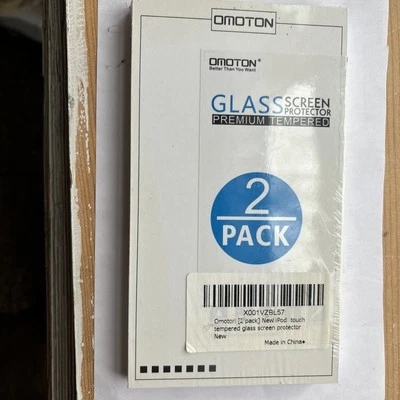 OMOTON
OMOTON®
Better Than You Want
GLASS SCREEN PROTECTOR
PREMIUM TEMPERED
2
PACK
X001VZBL57
Omoton [2 pack] New iPod touch
tempered glass screen protector
New
Made in China